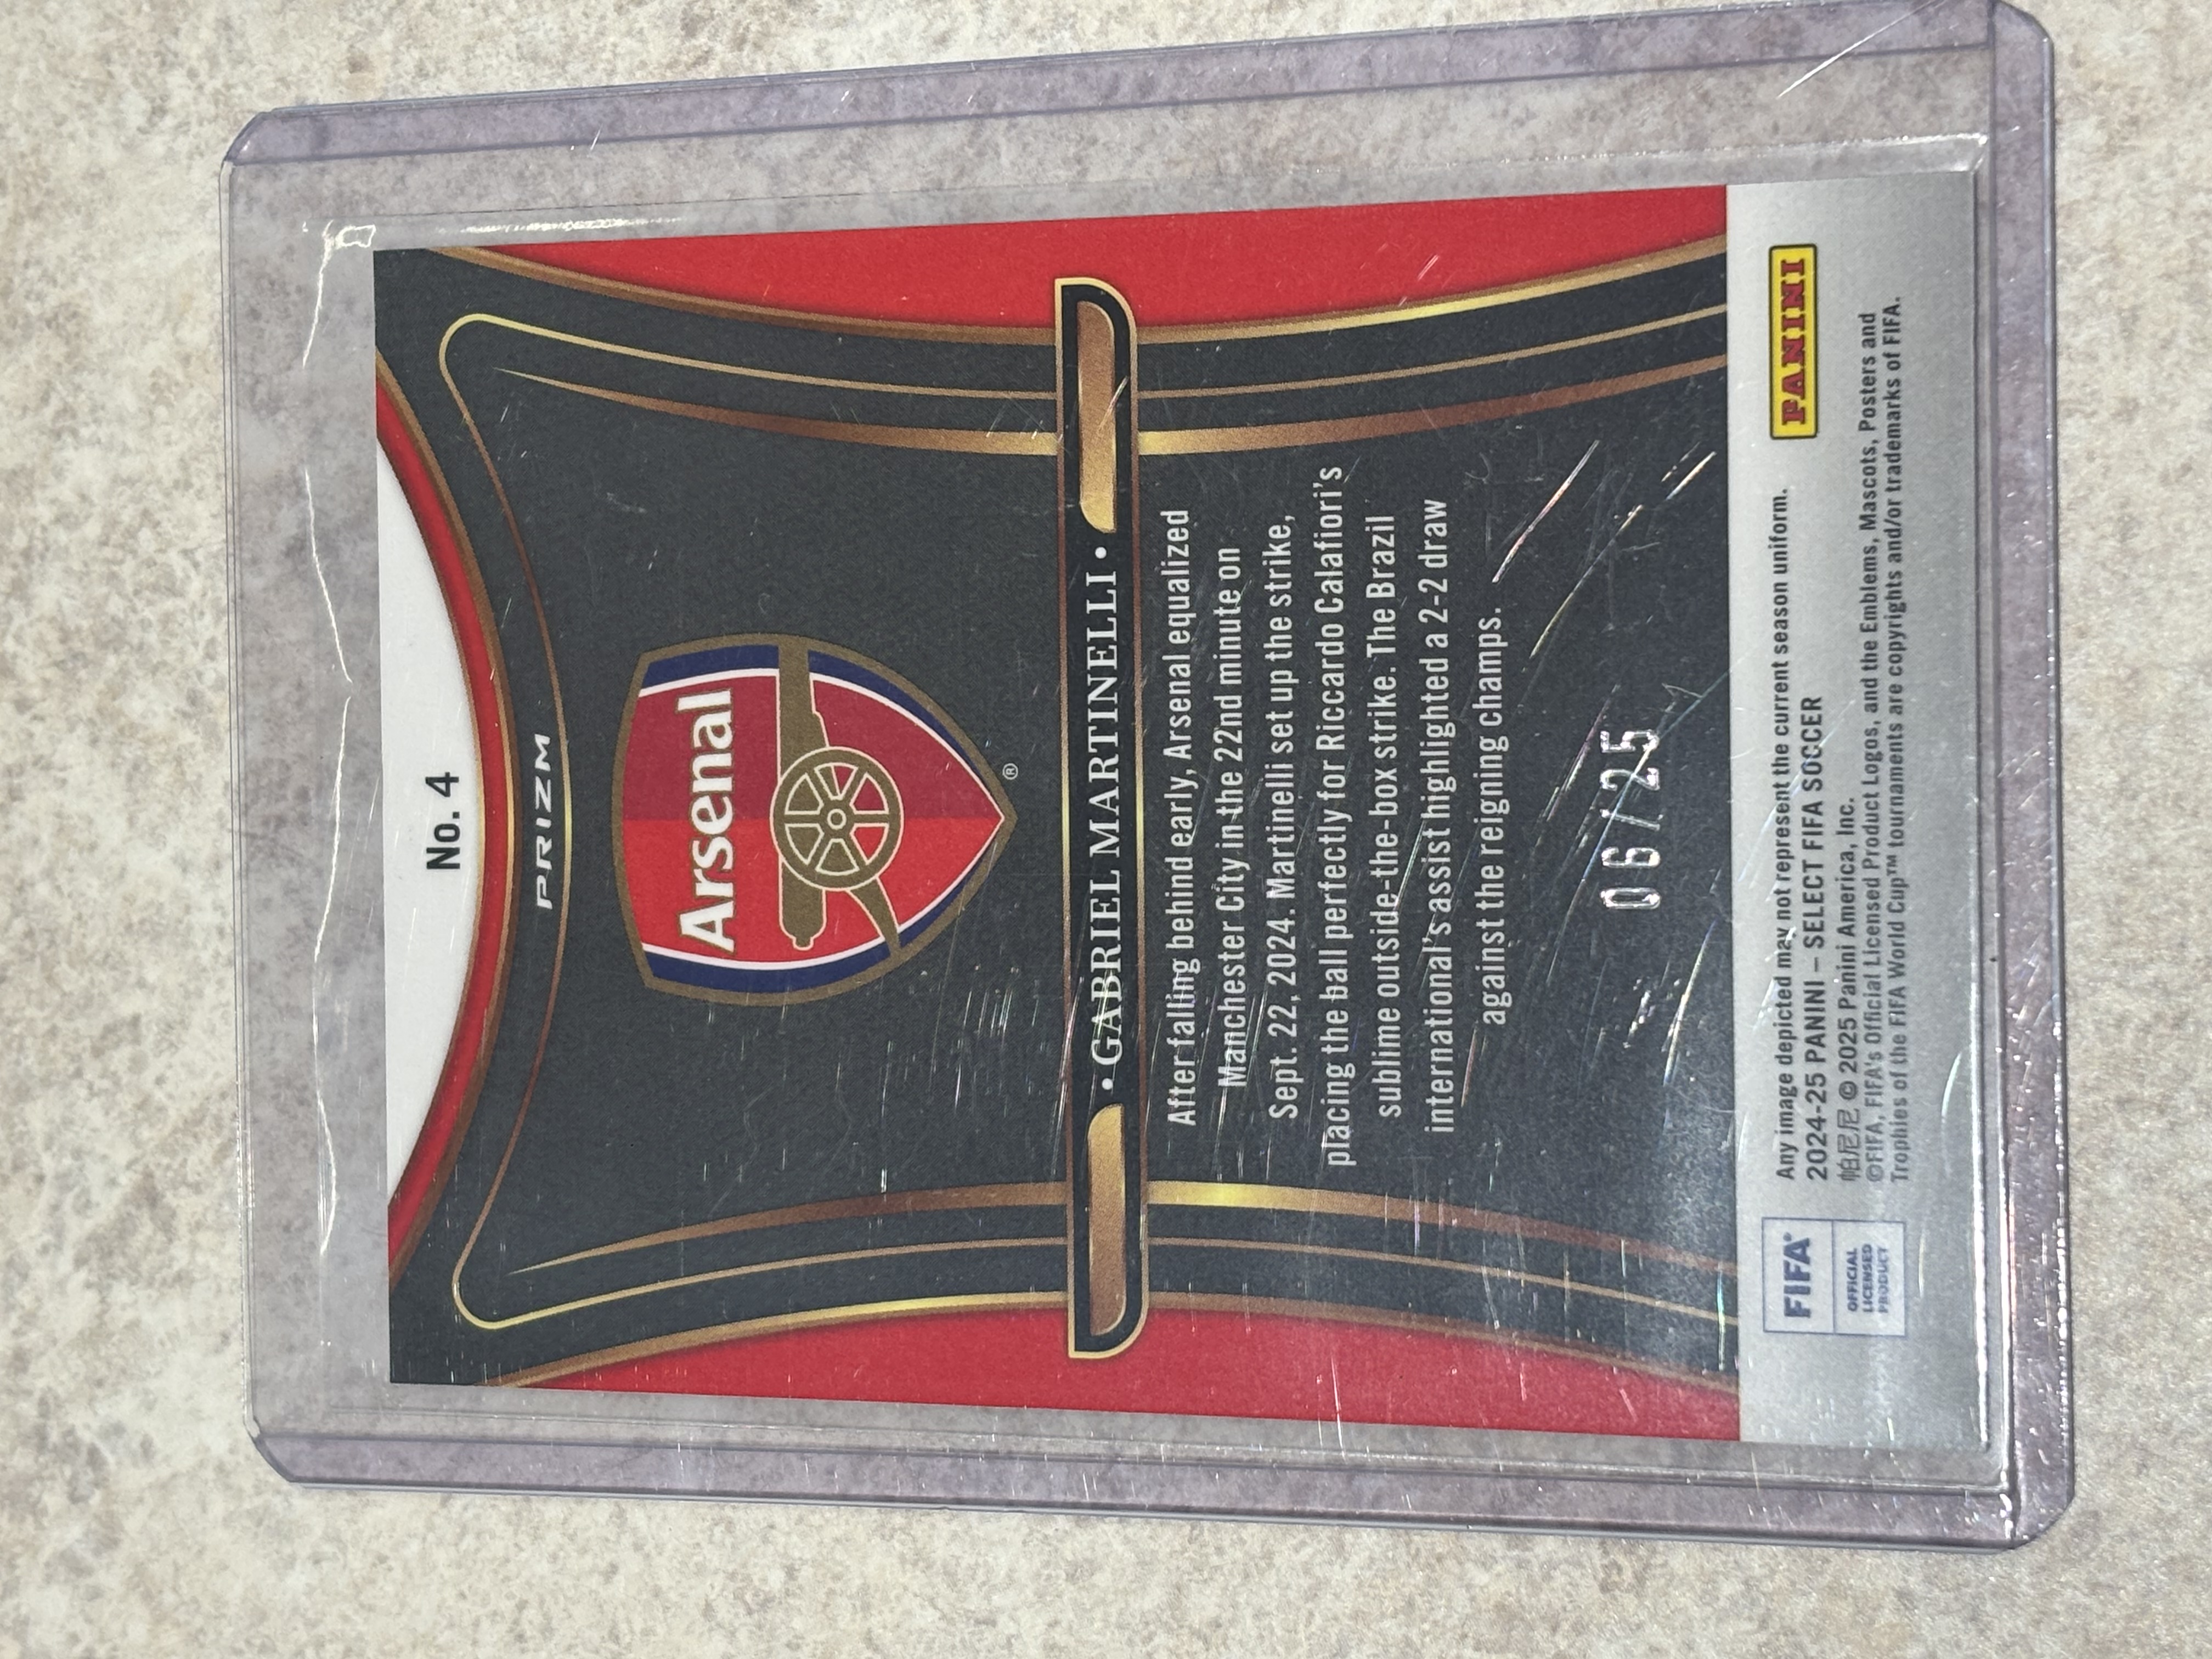 No. 4
PRIZM
Arsenal
®
• GABRIEL MARTINELLI •
After falling behind early, Arsenal equalized
Manchester City in the 22nd minute on
Sept. 22, 2024. Martinelli set up the strike,
placing the ball perfectly for Riccardo Calafiori's
sublime outside-the-box strike. The Brazil
international's assist highlighted a 2-2 draw
against the reigning champs.
06/25
FIFA®
OFFICIAL
LICENSED
PRODUCT
Any image depicted may not represent the current season uniform.
2024-25 PANINI – SELECT FIFA SOCCER
帕尼尼 © 2025 Panini America, Inc.
©FIFA, FIFA's Official Licensed Product Logos, and the Emblems, Mascots, Posters and
Trophies of the FIFA World Cup™ tournaments are copyrights and/or trademarks of FIFA.
PANINI